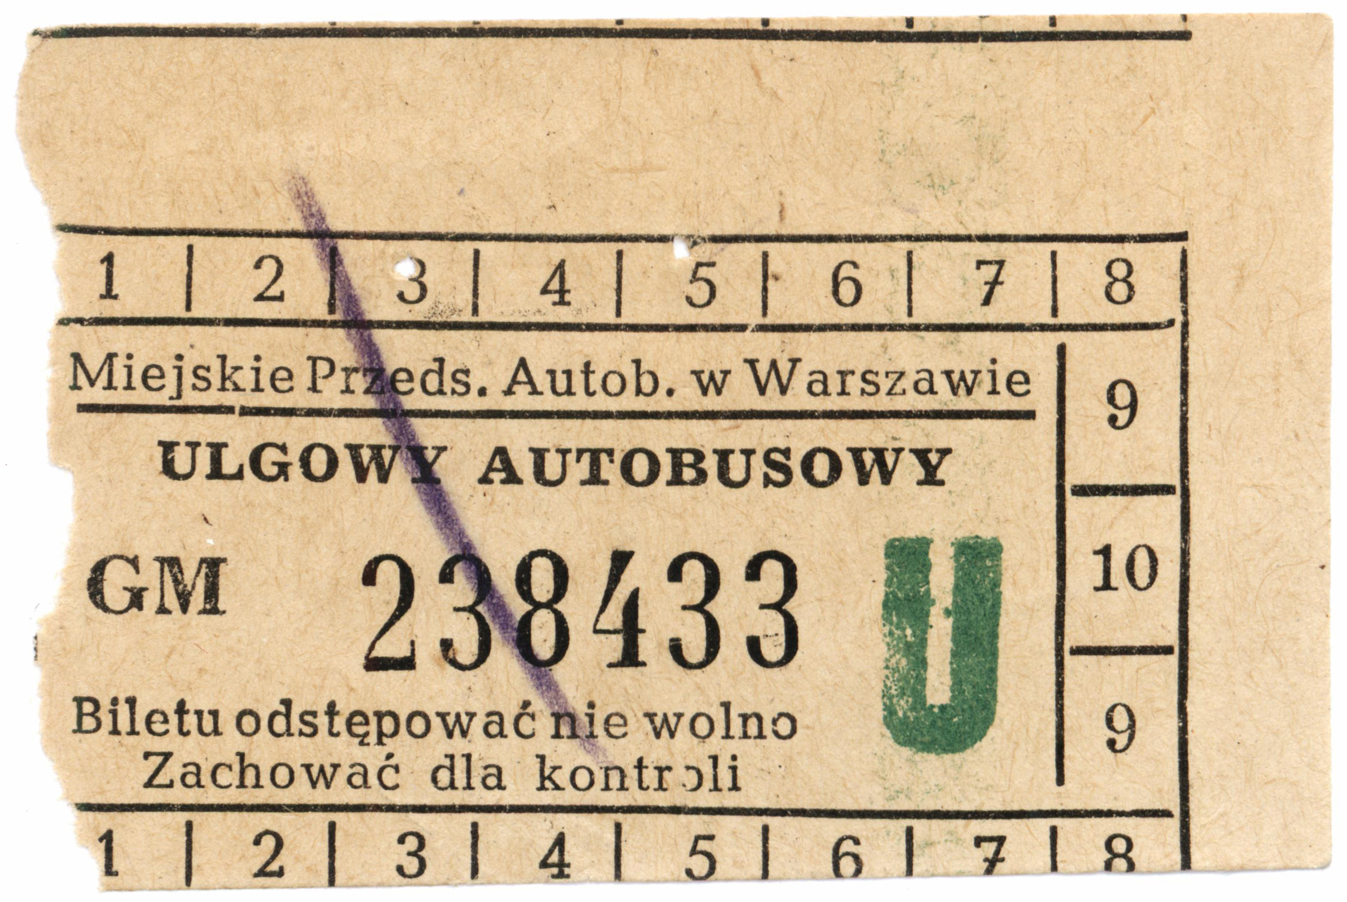 1 | 2 | 3 | 4 | 5 | 6 | 7 | 8
Miejskie Przeds. Autob. w Warszawie
9
ULGOWY AUTOBUSOWY
GM 238433 U
10
Biletu odstępować nie wolno
9
Zachować dla kontroli
1 | 2 | 3 | 4 | 5 | 6 | 7 | 8